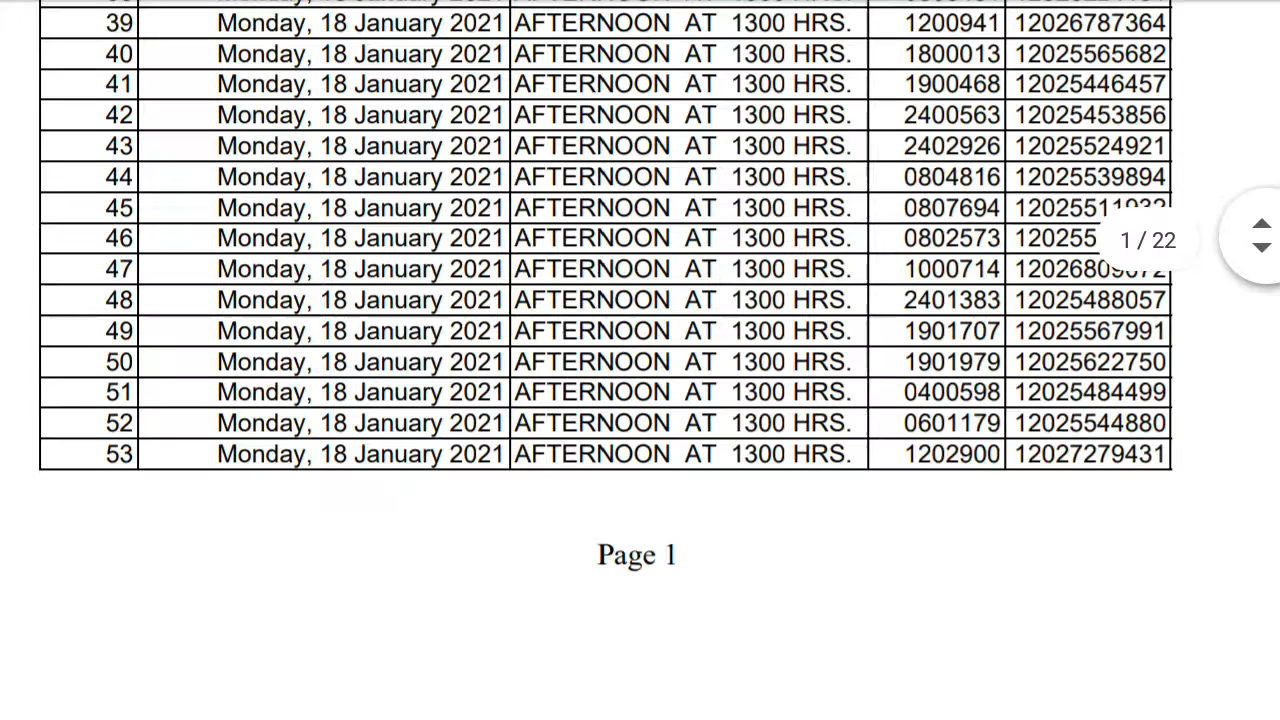 39 Monday, 18 January 2021 AFTERNOON AT 1300 HRS. 1200941 12026787364
40 Monday, 18 January 2021 AFTERNOON AT 1300 HRS. 1800013 12025565682
41 Monday, 18 January 2021 AFTERNOON AT 1300 HRS. 1900468 12025446457
42 Monday, 18 January 2021 AFTERNOON AT 1300 HRS. 2400563 12025453856
43 Monday, 18 January 2021 AFTERNOON AT 1300 HRS. 2402926 12025524921
44 Monday, 18 January 2021 AFTERNOON AT 1300 HRS. 0804816 12025539894
45 Monday, 18 January 2021 AFTERNOON AT 1300 HRS. 0807694
46 Monday, 18 January 2021 AFTERNOON AT 1300 HRS. 0802573 120255
1 / 22
47 Monday, 18 January 2021 AFTERNOON AT 1300 HRS. 1000714
48 Monday, 18 January 2021 AFTERNOON AT 1300 HRS. 2401383 12025488057
49 Monday, 18 January 2021 AFTERNOON AT 1300 HRS. 1901707 12025567991
50 Monday, 18 January 2021 AFTERNOON AT 1300 HRS. 1901979 12025622750
51 Monday, 18 January 2021 AFTERNOON AT 1300 HRS. 0400598 12025484499
52 Monday, 18 January 2021 AFTERNOON AT 1300 HRS. 0601179 12025544880
53 Monday, 18 January 2021 AFTERNOON AT 1300 HRS. 1202900 12027279431
Page 1